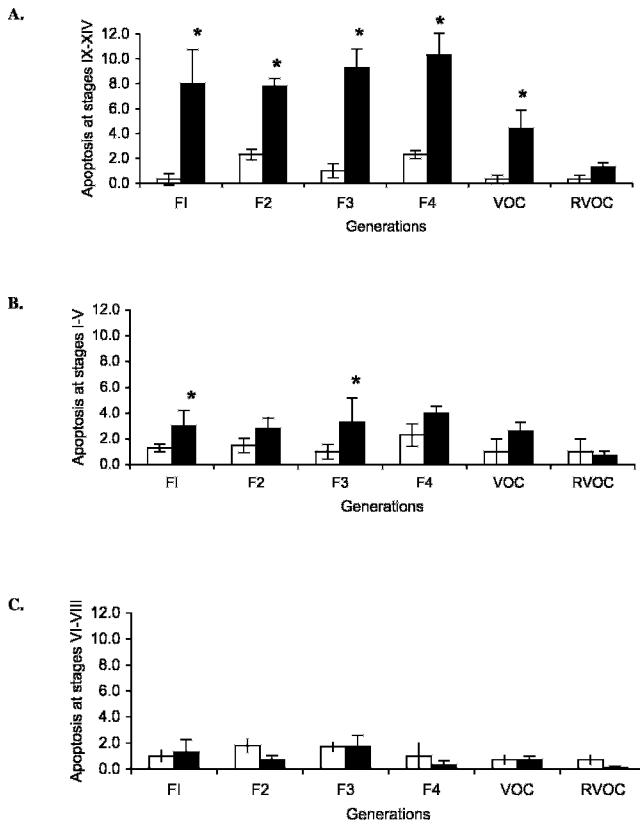 A.
Apoptosis at stages IX-XIV
12.0
10.0
8.0
6.0
4.0
2.0
0.0
* * * * *
FI F2 F3 F4 VOC RVOC
Generations
B.
Apoptosis at stages I-V
12.0
10.0
8.0
6.0
4.0
2.0
0.0
* *
FI F2 F3 F4 VOC RVOC
Generations
C.
Apoptosis at stages VI-VIII
12.0
10.0
8.0
6.0
4.0
2.0
0.0
FI F2 F3 F4 VOC RVOC
Generations